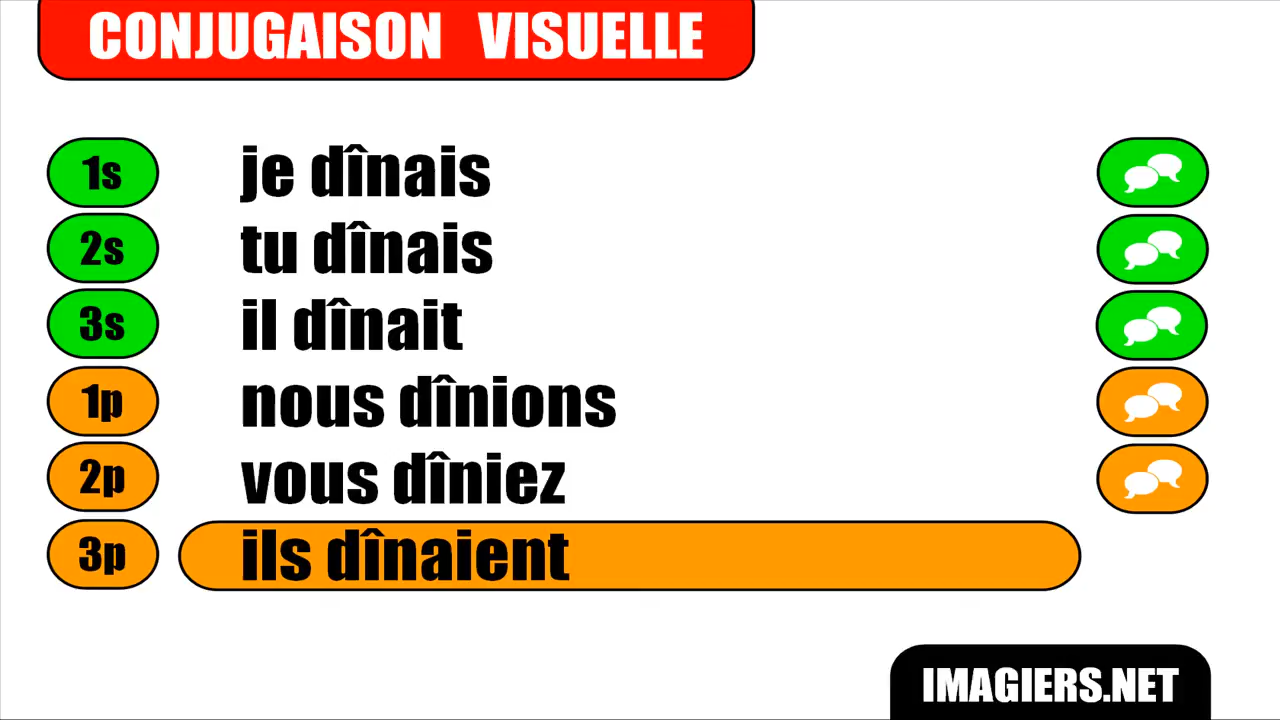 CONJUGAISON VISUELLE
1s je dînais
2s tu dînais
3s il dînait
1p nous dînions
2p vous dîniez
3p ils dînaient
IMAGIERS.NET